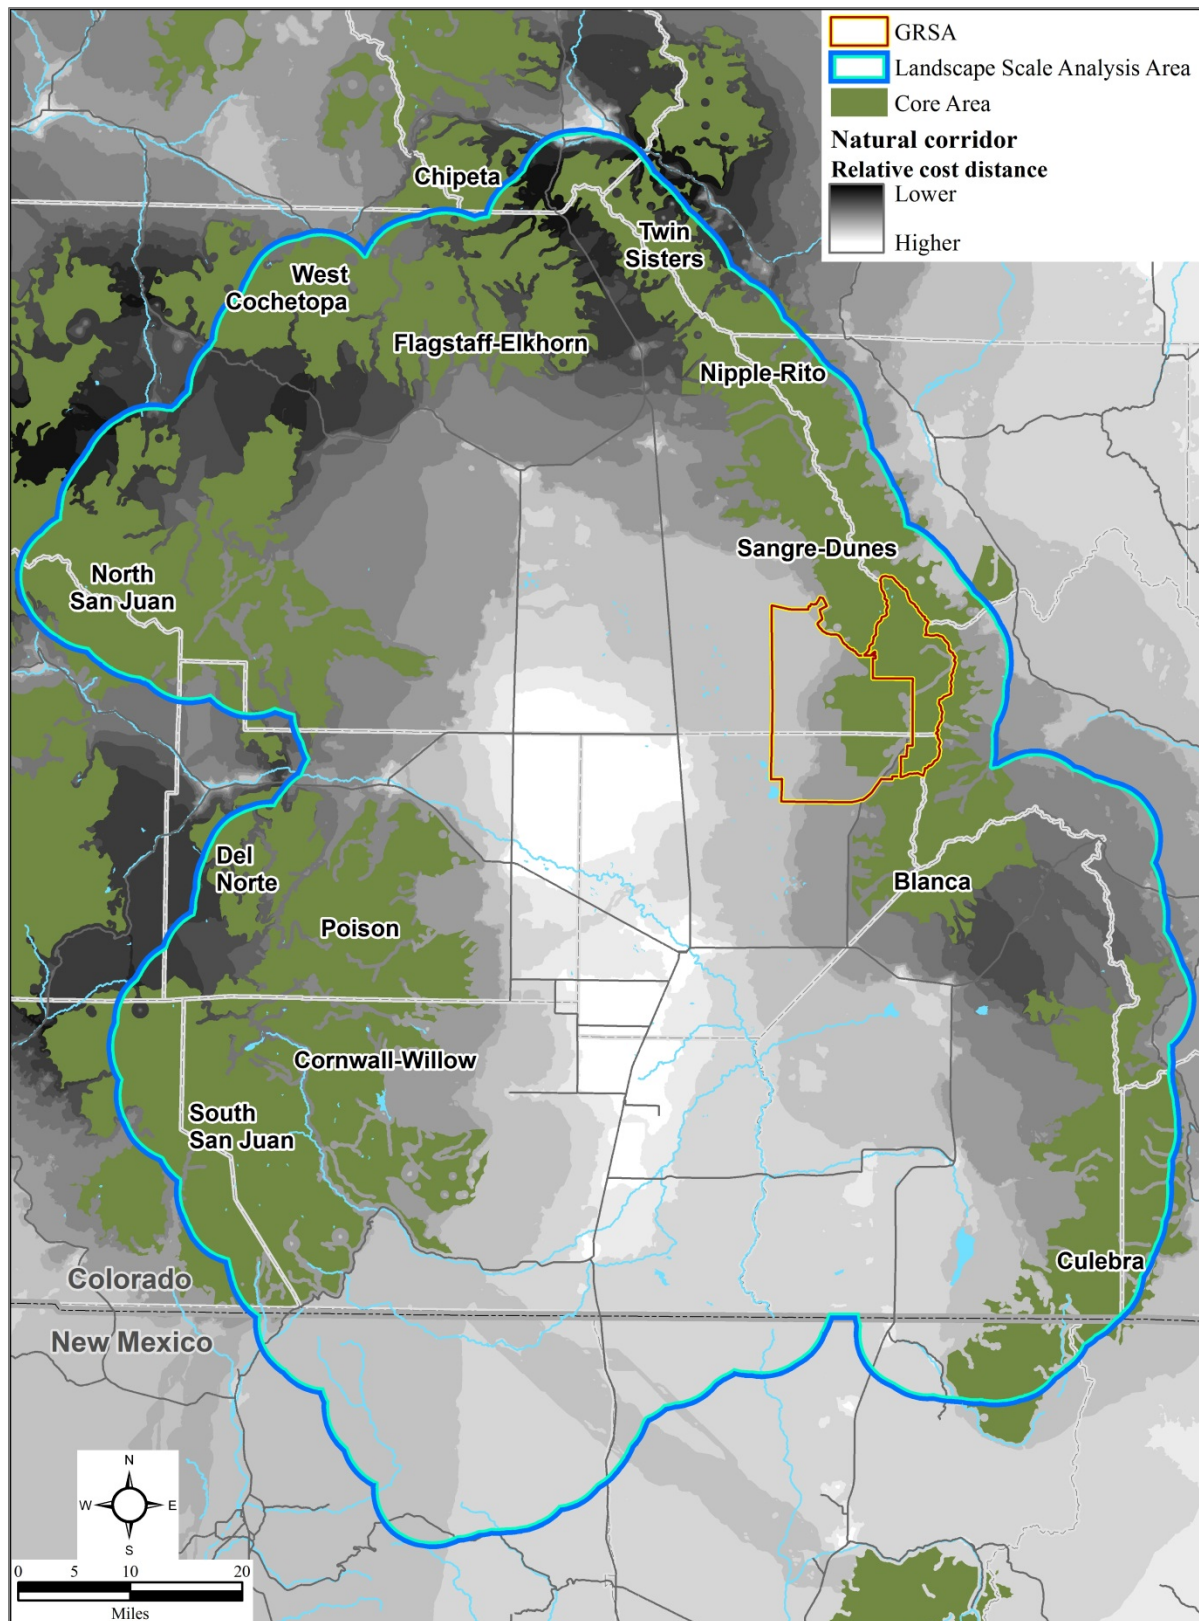 GRSA
Landscape Scale Analysis Area
Core Area
Natural corridor
Relative cost distance
Lower
Higher
Chipeta
Twin
Sisters
West
Cochetopa
Flagstaff-Elkhorn
Nipple-Rito
Sangre-Dunes
North
San Juan
Del
Norte
Blanca
Poison
Cornwall-Willow
South
San Juan
Culebra
Colorado
New Mexico
N
W
E
S
0 5 10 20
Miles